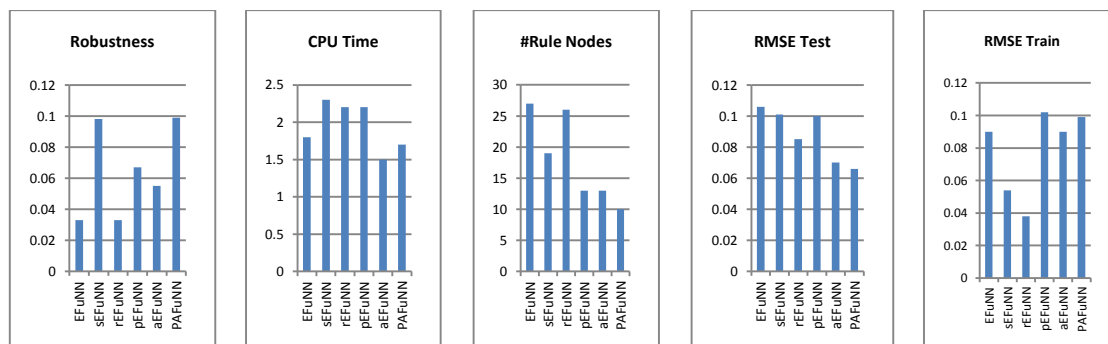 Robustness
0.12
0.1
0.08
0.06
0.04
0.02
0
EFuNN
sEFuNN
rEFuNN
pEFuNN
aEFuNN
PAFuNN
CPU Time
2.5
2
1.5
1
0.5
0
EFuNN
sEFuNN
rEFuNN
pEFuNN
aEFuNN
PAFuNN
#Rule Nodes
30
25
20
15
10
5
0
EFuNN
sEFuNN
rEFuNN
pEFuNN
aEFuNN
PAFuNN
RMSE Test
0.12
0.1
0.08
0.06
0.04
0.02
0
EFuNN
sEFuNN
rEFuNN
pEFuNN
aEFuNN
PAFuNN
RMSE Train
0.12
0.1
0.08
0.06
0.04
0.02
0
EFuNN
sEFuNN
rEFuNN
pEFuNN
aEFuNN
PAFuNN